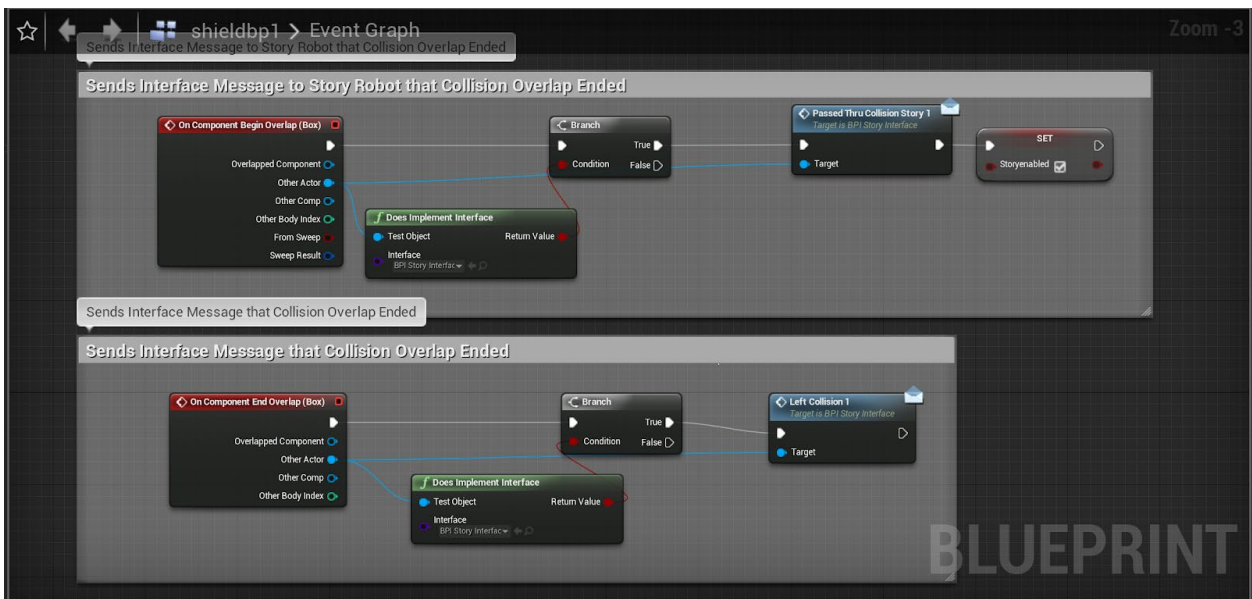 shieldbp1 > Event Graph
Zoom -3
Sends Interface Message to Story Robot that Collision Overlap Ended
Sends Interface Message to Story Robot that Collision Overlap Ended
On Component Begin Overlap (Box)
Overlapped Component
Other Actor
Other Comp
Other Body Index
From Sweep
Sweep Result
Does Implement Interface
Test Object
Return Value
Interface
BPI Story Interfac
Branch
True
Condition
False
Passed Thru Collision Story 1
Target is BPI Story Interface
Target
SET
Storyenabled
Sends Interface Message that Collision Overlap Ended
Sends Interface Message that Collision Overlap Ended
On Component End Overlap (Box)
Overlapped Component
Other Actor
Other Comp
Other Body Index
Does Implement Interface
Test Object
Return Value
Interface
BPI Story Interfac
Branch
True
Condition
False
Left Collision 1
Target is BPI Story Interface
Target
BLUEPRINT